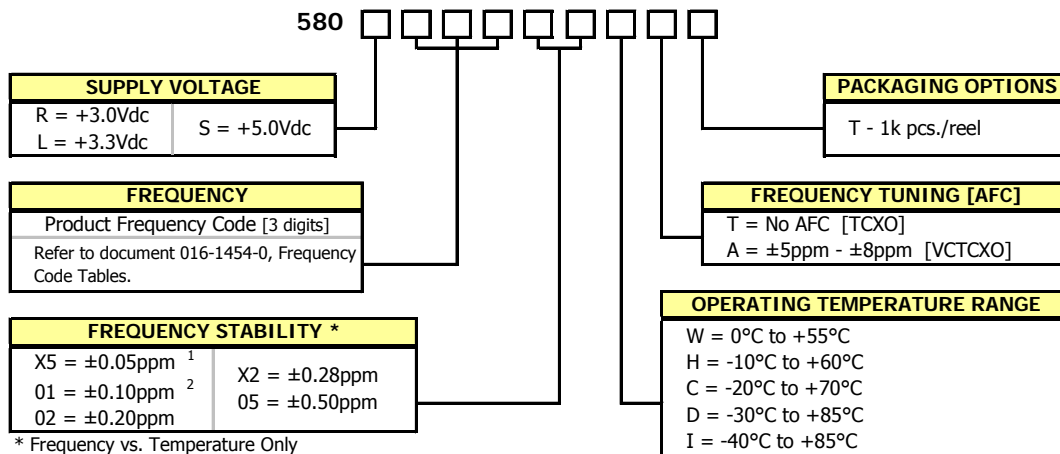 580
SUPPLY VOLTAGE
R = +3.0Vdc
L = +3.3Vdc
S = +5.0Vdc
PACKAGING OPTIONS
T - 1k pcs./reel
FREQUENCY
Product Frequency Code [3 digits]
Refer to document 016-1454-0, Frequency
Code Tables.
FREQUENCY TUNING [AFC]
T = No AFC [TCXO]
A = ±5ppm - ±8ppm [VCTCXO]
FREQUENCY STABILITY *
X5 = ±0.05ppm 1
01 = ±0.10ppm 2
02 = ±0.20ppm
X2 = ±0.28ppm
05 = ±0.50ppm
* Frequency vs. Temperature Only
OPERATING TEMPERATURE RANGE
W = 0°C to +55°C
H = -10°C to +60°C
C = -20°C to +70°C
D = -30°C to +85°C
I = -40°C to +85°C